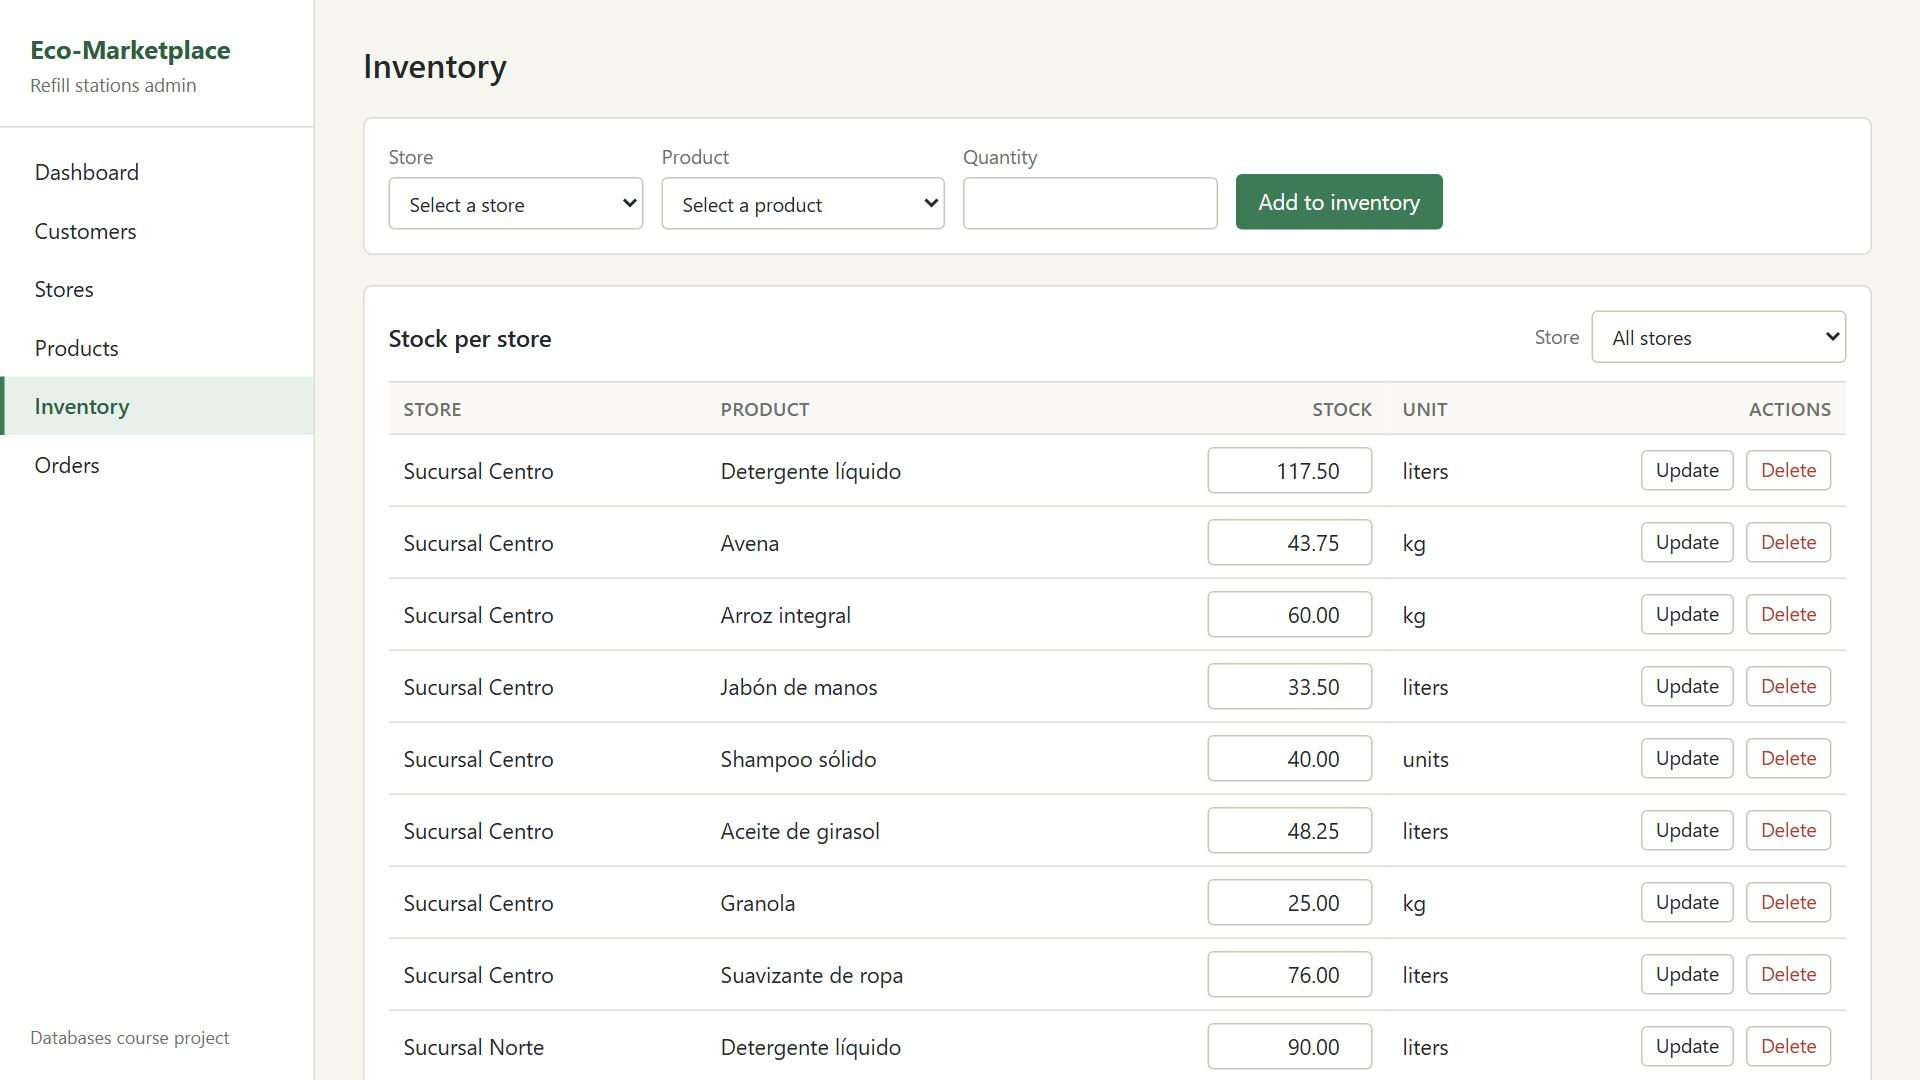 Eco-Marketplace
Refill stations admin
Dashboard
Customers
Stores
Products
Inventory
Orders
Databases course project
Inventory
Store Product Quantity
Select a store Select a product Add to inventory
Stock per store Store All stores
STORE PRODUCT STOCK UNIT ACTIONS
Sucursal Centro Detergente líquido 117.50 liters Update Delete
Sucursal Centro Avena 43.75 kg Update Delete
Sucursal Centro Arroz integral 60.00 kg Update Delete
Sucursal Centro Jabón de manos 33.50 liters Update Delete
Sucursal Centro Shampoo sólido 40.00 units Update Delete
Sucursal Centro Aceite de girasol 48.25 liters Update Delete
Sucursal Centro Granola 25.00 kg Update Delete
Sucursal Centro Suavizante de ropa 76.00 liters Update Delete
Sucursal Norte Detergente líquido 90.00 liters Update Delete